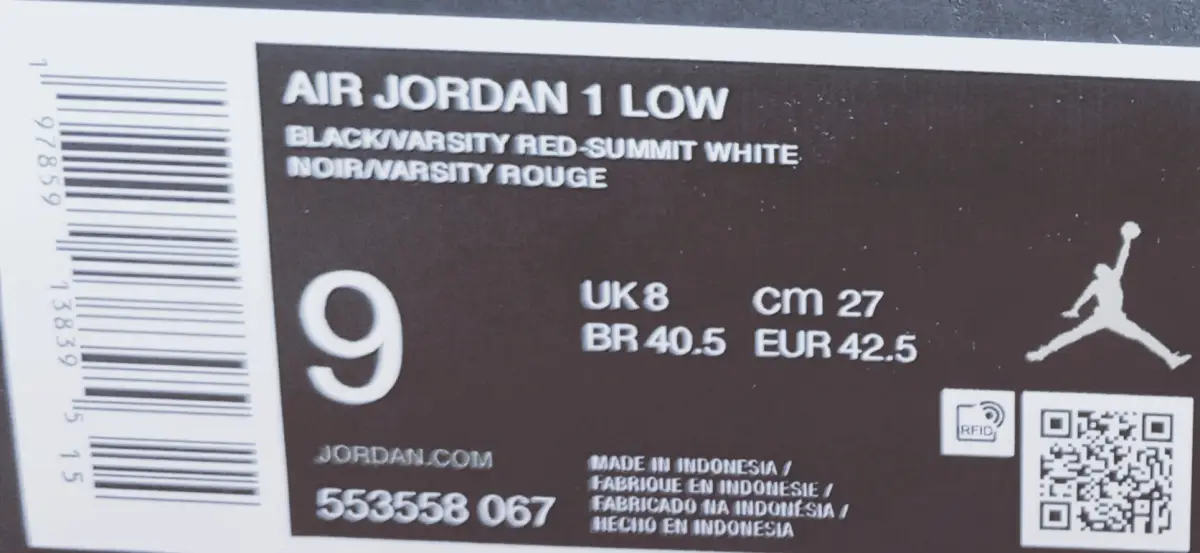 AIR JORDAN 1 LOW
BLACK/VARSITY RED-SUMMIT WHITE
NOIR/VARSITY ROUGE
9
UK 8 cm 27
BR 40.5 EUR 42.5
JORDAN.COM
553558 067
MADE IN INDONESIA /
FABRIQUE EN INDONESIE /
FABRICADO NA INDONÉSIA /
HECHO EN INDONESIA
RFID
1 97859 13839 5 15